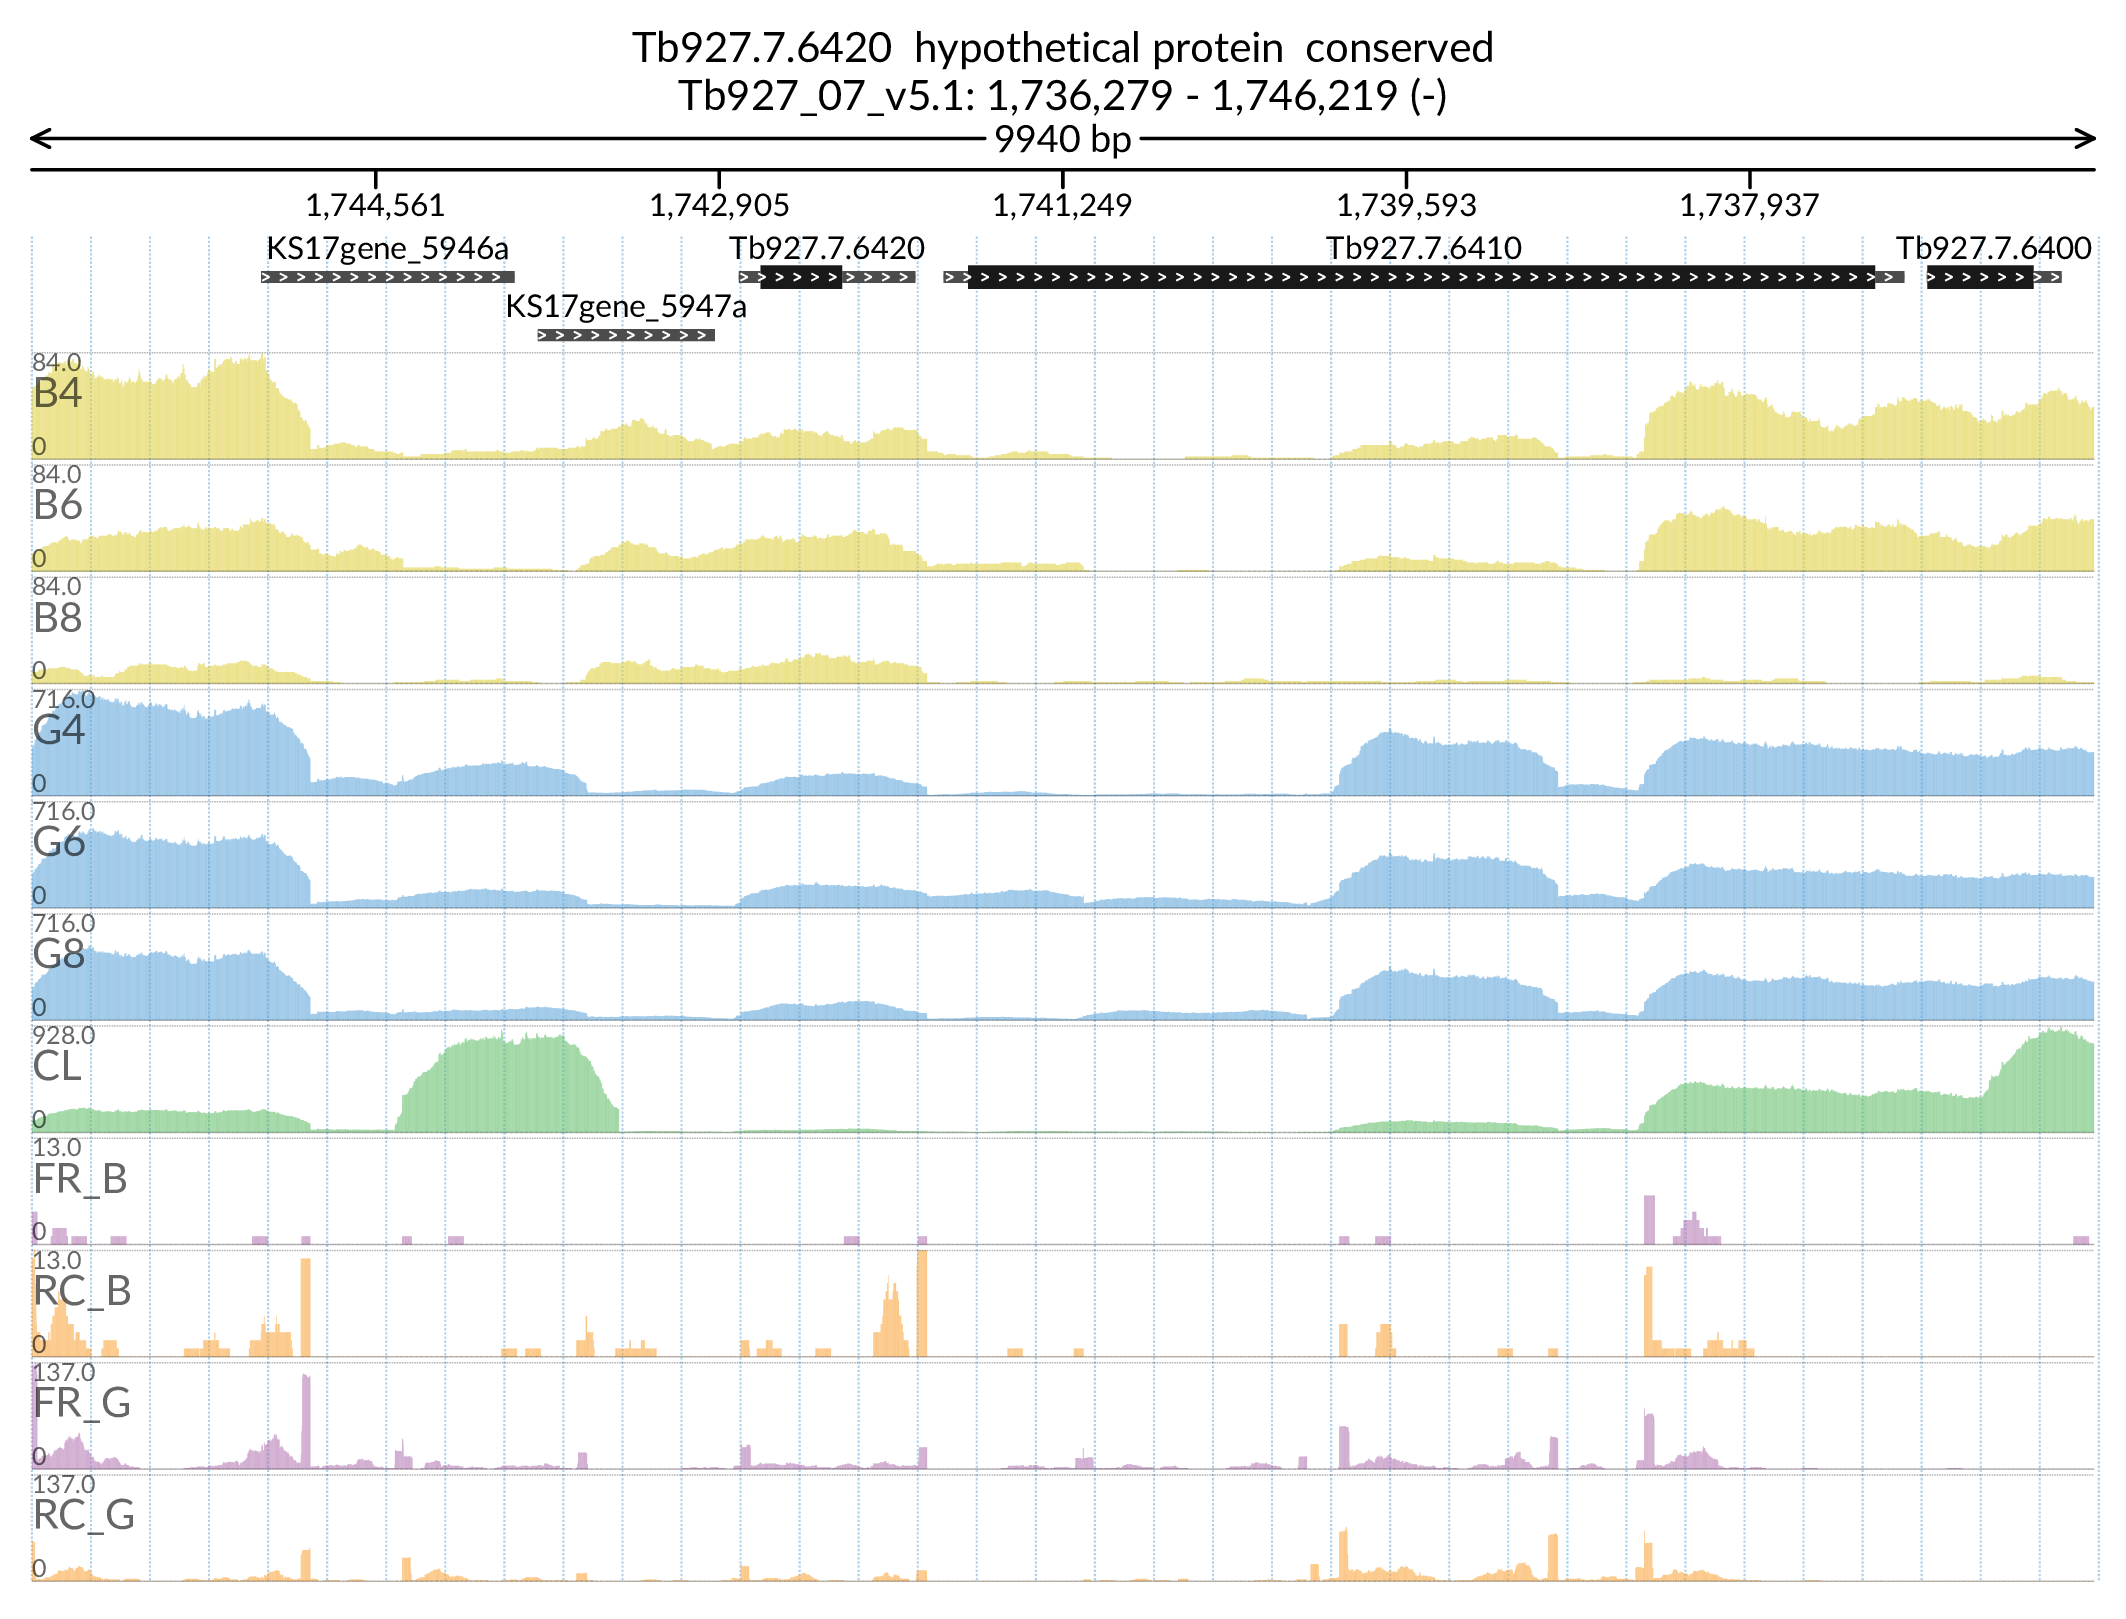 Tb927.7.6420  hypothetical protein  conserved
Tb927_07_v5.1: 1,736,279 - 1,746,219 (-)
9940 bp
1,744,561 1,742,905 1,741,249 1,739,593 1,737,937
KS17gene_5946a Tb927.7.6420 Tb927.7.6410 Tb927.7.6400
KS17gene_5947a
84.0
B4
0
84.0
B6
0
84.0
B8
0
716.0
G4
0
716.0
G6
0
716.0
G8
0
928.0
CL
0
13.0
FR_B
0
13.0
RC_B
0
137.0
FR_G
0
137.0
RC_G
0